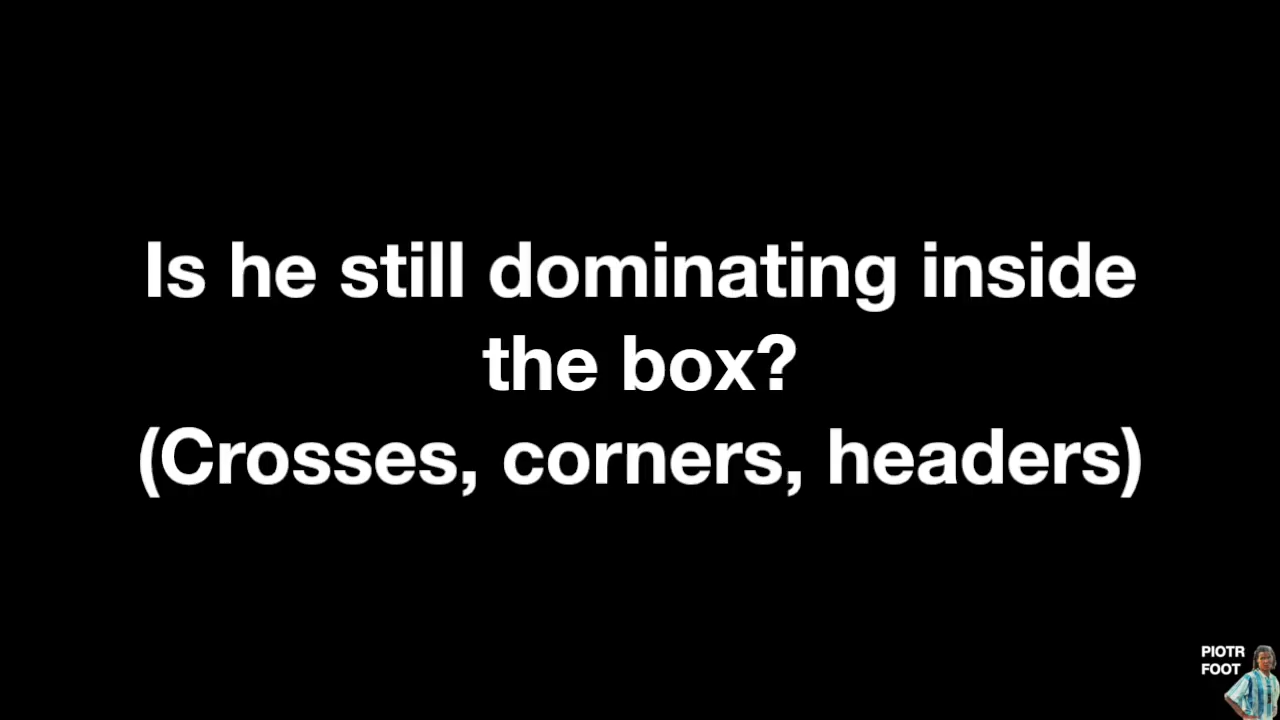 Is he still dominating inside
the box?
(Crosses, corners, headers)
PIOTR
FOOT